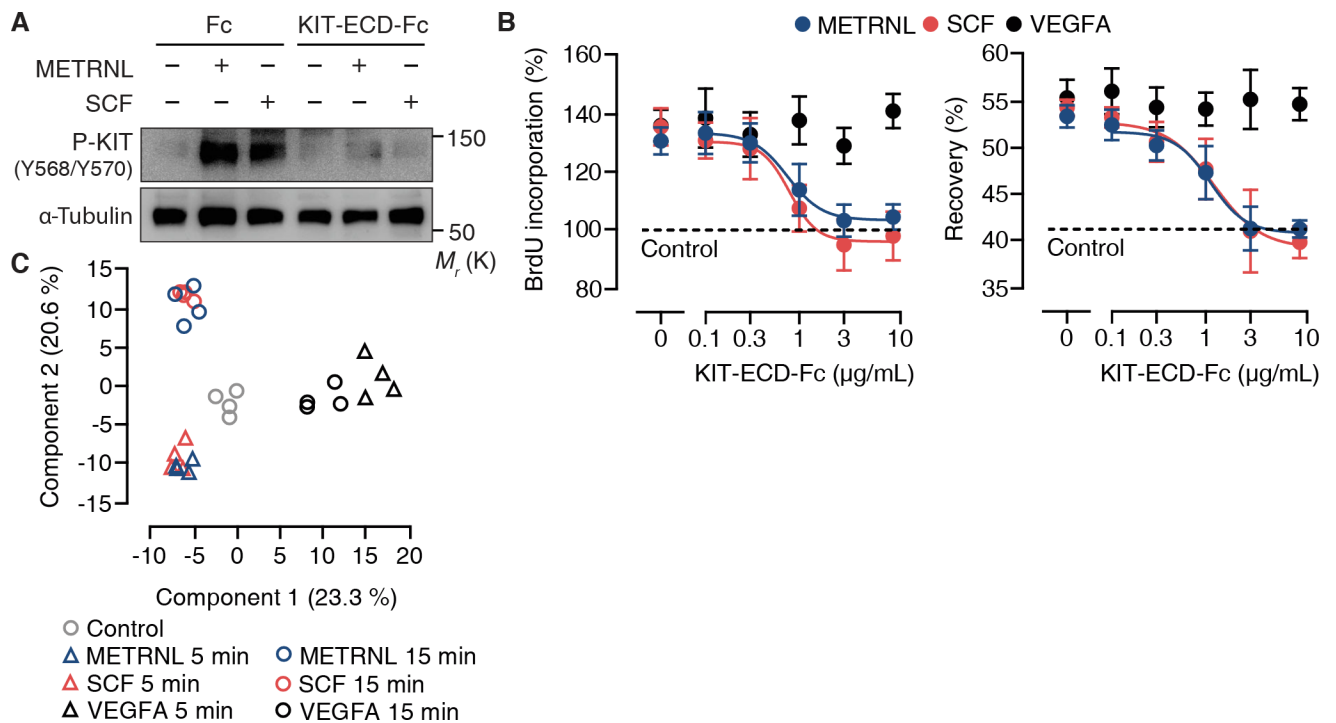 A
Fc KIT-ECD-Fc
METRNL − + − − + −
SCF − − + − − +
P-KIT
(Y568/Y570)
150
α-Tubulin
50
Mr (K)
B
METRNL SCF VEGFA
BrdU incorporation (%)
160
140
120
100
80
Control
0 0.1 0.3 1 3 10
KIT-ECD-Fc (µg/mL)
Recovery (%)
60
55
50
45
40
35
Control
0 0.1 0.3 1 3 10
KIT-ECD-Fc (µg/mL)
C
Component 2 (20.6 %)
15
10
5
0
-5
-10
-15
-10 -5 0 5 10 15 20
Component 1 (23.3 %)
Control
METRNL 5 min METRNL 15 min
SCF 5 min SCF 15 min
VEGFA 5 min VEGFA 15 min